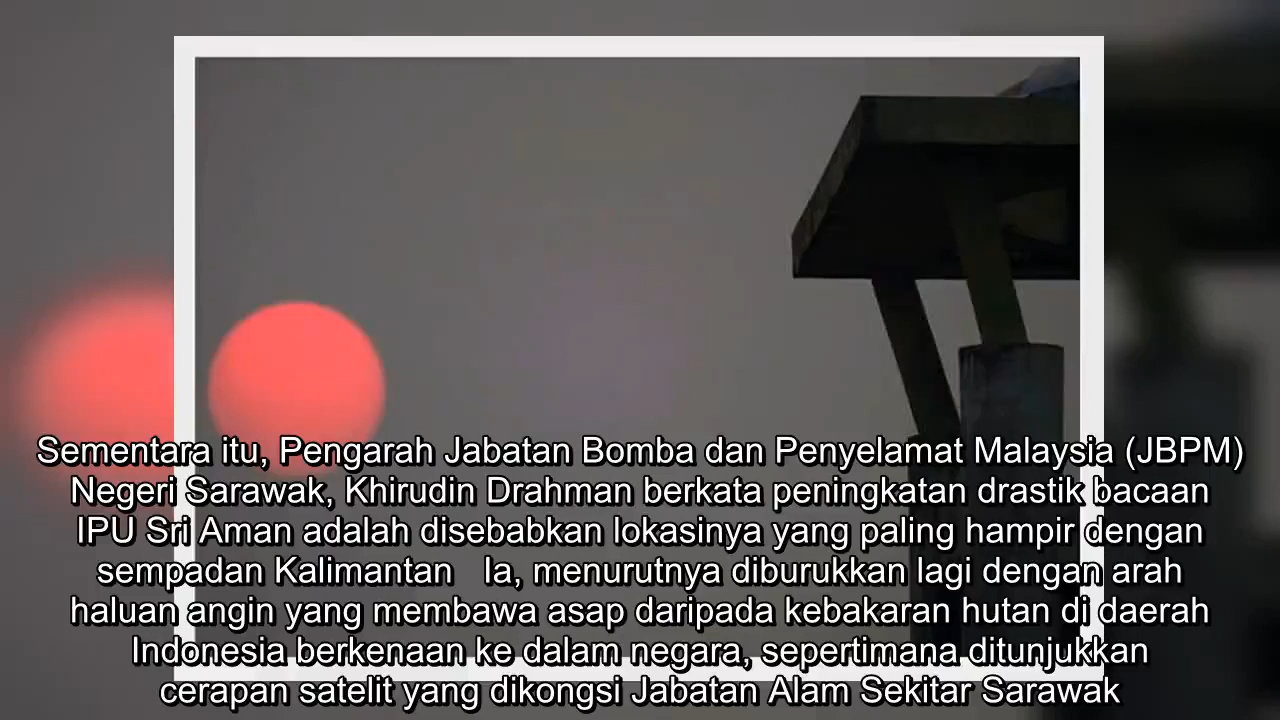 Sementara itu, Pengarah Jabatan Bomba dan Penyelamat Malaysia (JBPM)
Negeri Sarawak, Khirudin Drahman berkata peningkatan drastik bacaan
IPU Sri Aman adalah disebabkan lokasinya yang paling hampir dengan
sempadan Kalimantan   Ia, menurutnya diburukkan lagi dengan arah
haluan angin yang membawa asap daripada kebakaran hutan di daerah
Indonesia berkenaan ke dalam negara, sepertimana ditunjukkan
cerapan satelit yang dikongsi Jabatan Alam Sekitar Sarawak